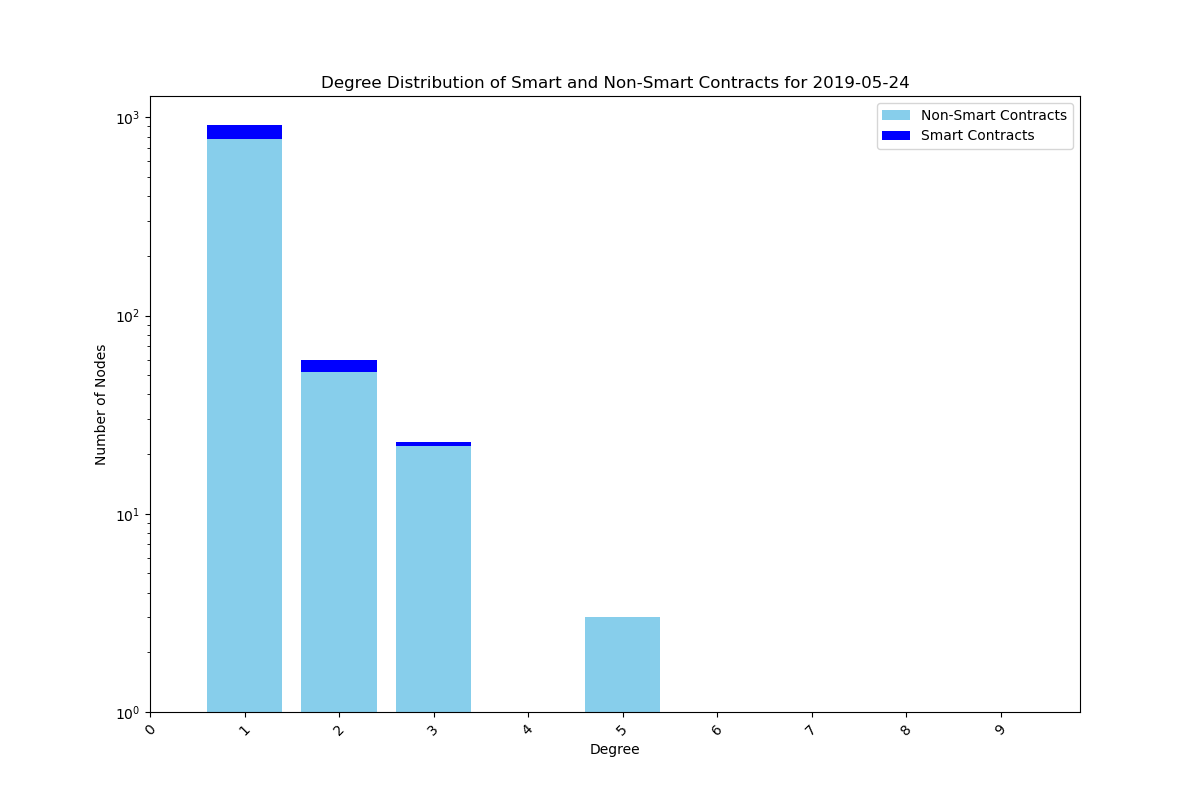 Degree Distribution of Smart and Non-Smart Contracts for 2019-05-24
Non-Smart Contracts
Smart Contracts
Number of Nodes
10³
10²
10¹
10⁰
0 1 2 3 4 5 6 7 8 9
Degree